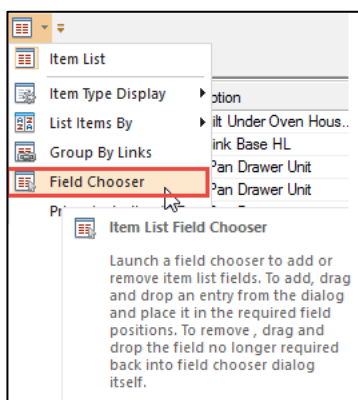 Item List
Item Type Display
ption
List Items By
ilt Under Oven Hous..
ink Base HL
Group By Links
Pan Drawer Unit
Field Chooser
Pan Drawer Unit
Item List Field Chooser
Launch a field chooser to add or
remove item list fields. To add, drag
and drop an entry from the dialog
and place it in the required field
positions. To remove , drag and
drop the field no longer required
back into field chooser dialog
itself.